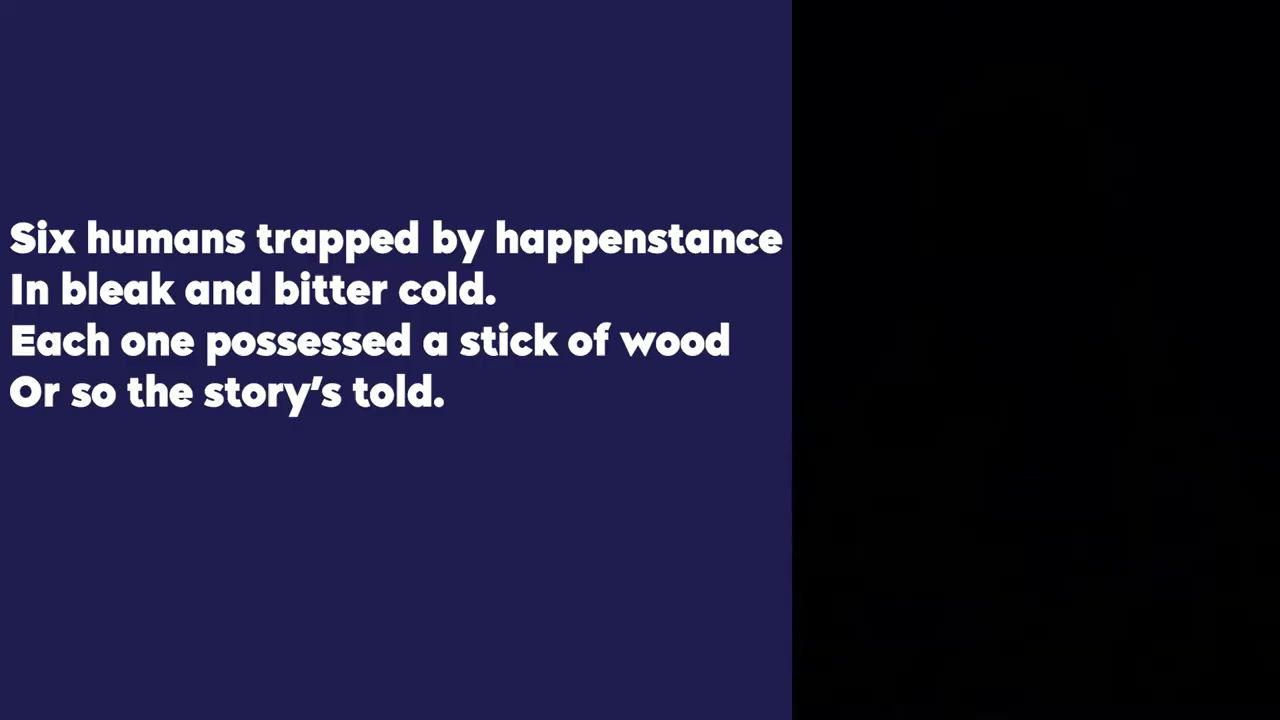 Six humans trapped by happenstance
In bleak and bitter cold.
Each one possessed a stick of wood
Or so the story’s told.